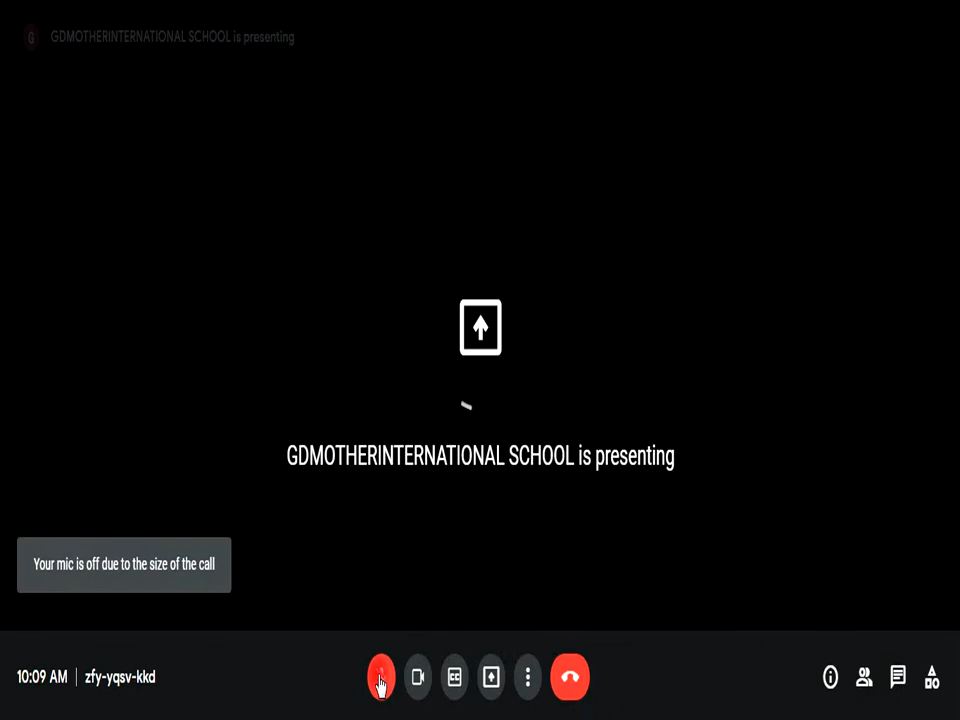 G GDMOTHERINTERNATIONAL SCHOOL is presenting
GDMOTHERINTERNATIONAL SCHOOL is presenting
Your mic is off due to the size of the call
10:09 AM | zfy-yqsv-kkd